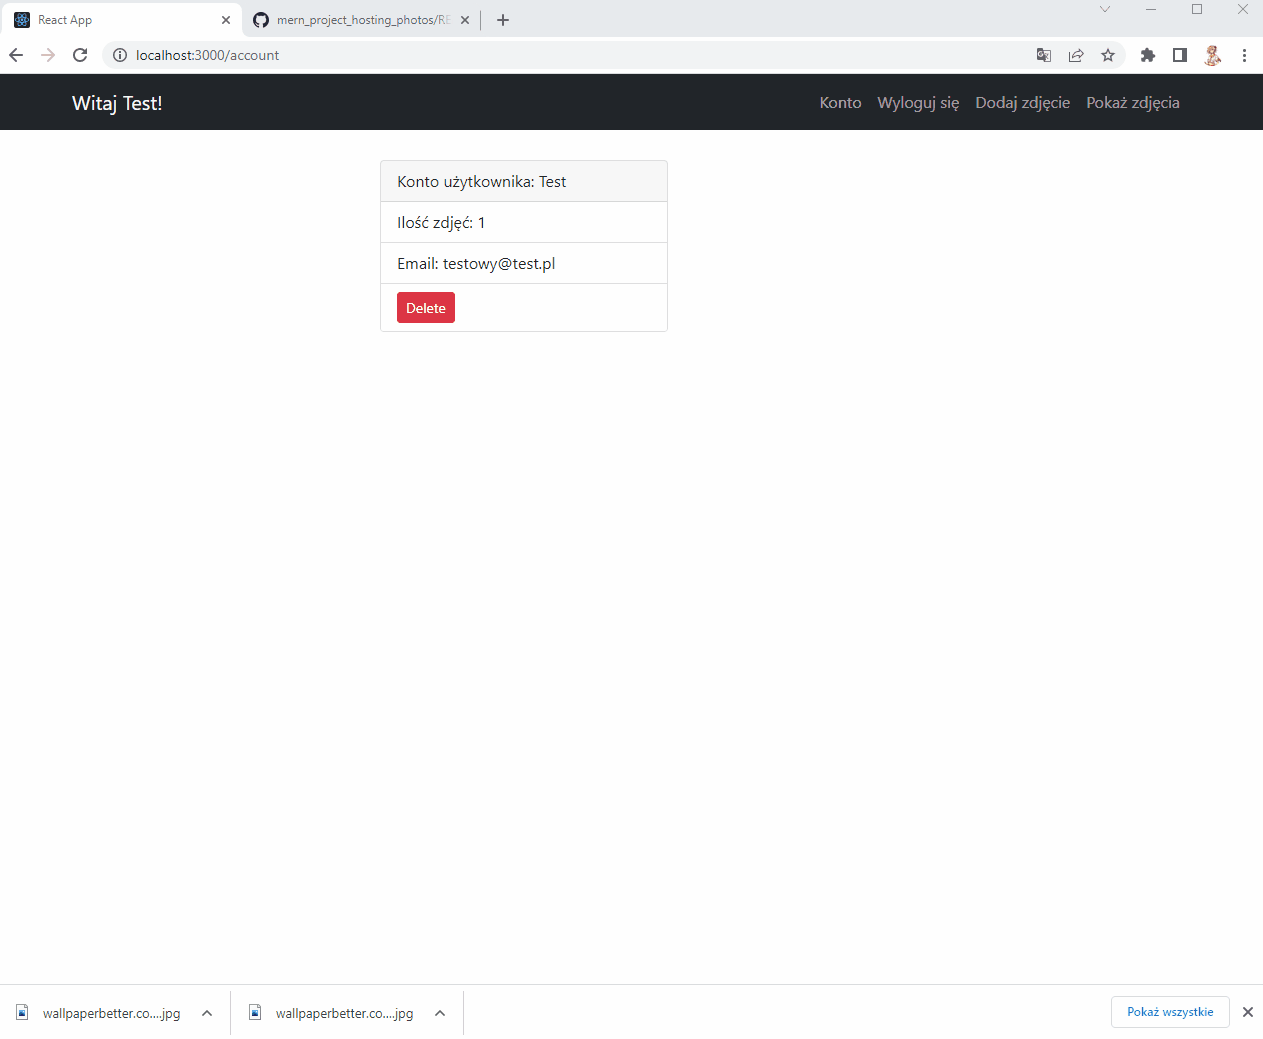 React App
mern_project_hosting_photos/RE
localhost:3000/account
Witaj Test!
Konto Wyloguj się Dodaj zdjęcie Pokaż zdjęcia
Konto użytkownika: Test
Ilość zdjęć: 1
Email: testowy@test.pl
Delete
wallpaperbetter.co....jpg
wallpaperbetter.co....jpg
Pokaż wszystkie